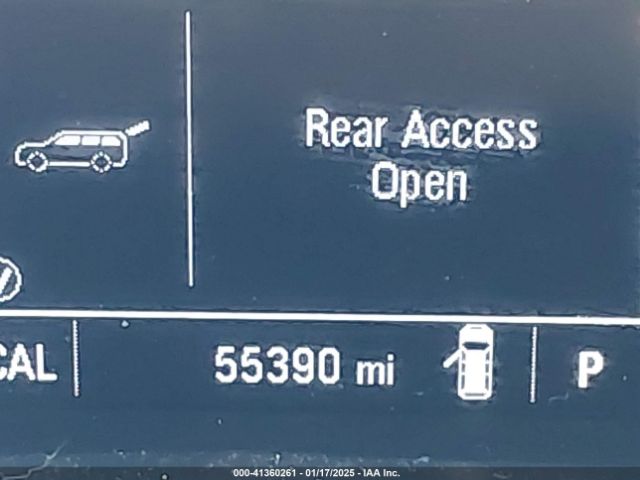 Rear Access
Open
CAL
55390 mi
P
000-41360261 - 01/17/2025 - IAA Inc.